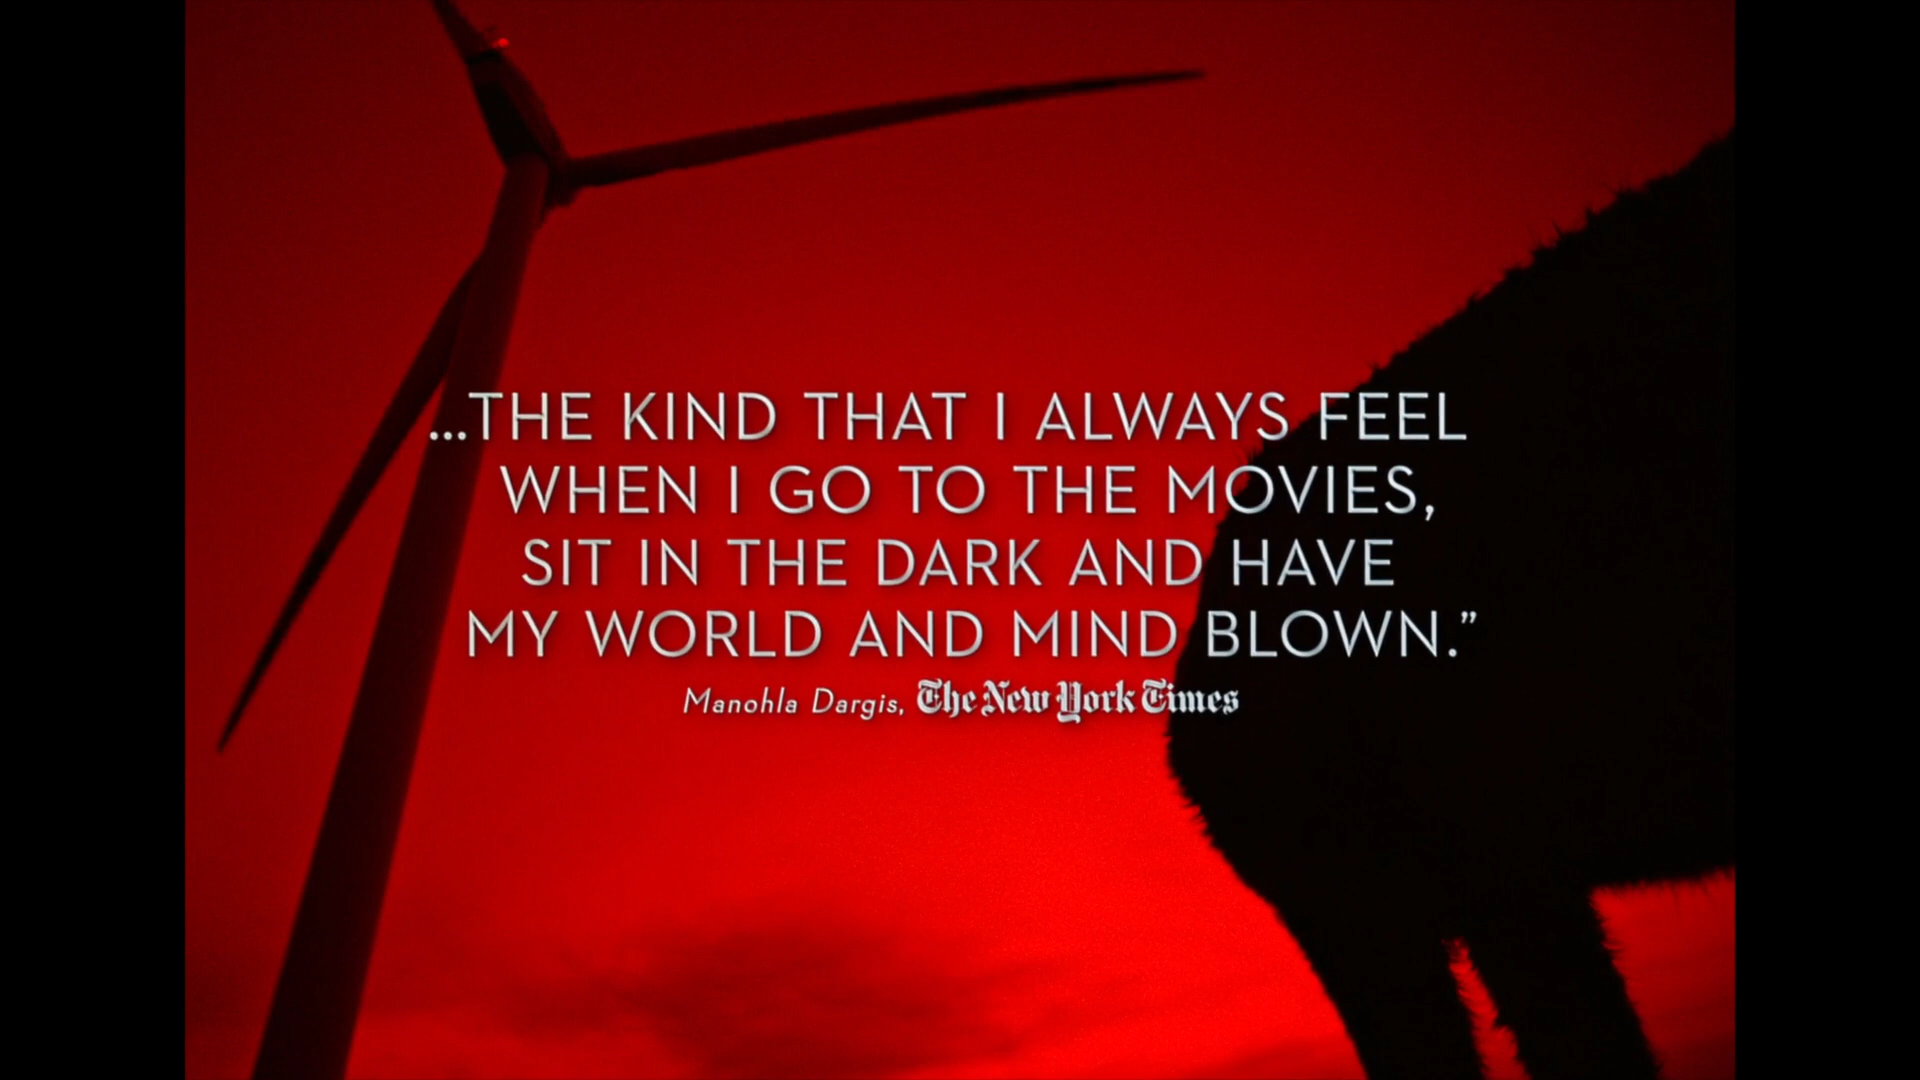 ...THE KIND THAT I ALWAYS FEEL
WHEN I GO TO THE MOVIES,
SIT IN THE DARK AND HAVE
MY WORLD AND MIND BLOWN.”
Manohla Dargis, The New York Times